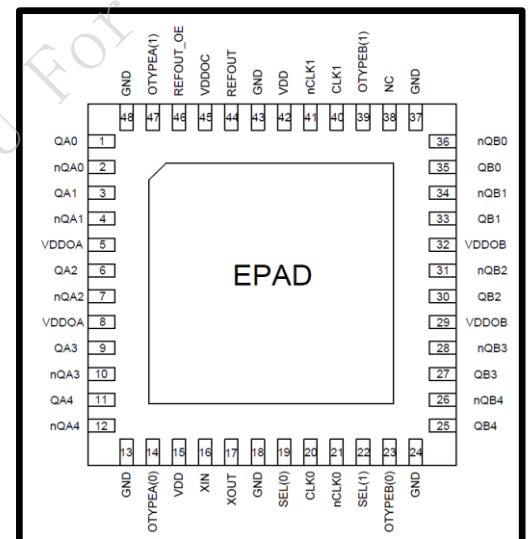 U For
GND
OTYPEA(1)
REFOUT_OE
VDDOC
REFOUT
GND
VDD
nCLK1
CLK1
OTYPEB(1)
NC
GND
48 47 46 45 44 43 42 41 40 39 38 37
QA0 1
nQA0 2
QA1 3
nQA1 4
VDDOA 5
QA2 6
nQA2 7
VDDOA 8
QA3 9
nQA3 10
QA4 11
nQA4 12
EPAD
36 nQB0
35 QB0
34 nQB1
33 QB1
32 VDDOB
31 nQB2
30 QB2
29 VDDOB
28 nQB3
27 QB3
26 nQB4
25 QB4
13 14 15 16 17 18 19 20 21 22 23 24
GND
OTYPEA(0)
VDD
XIN
XOUT
GND
SEL(0)
CLK0
nCLK0
SEL(1)
OTYPEB(0)
GND